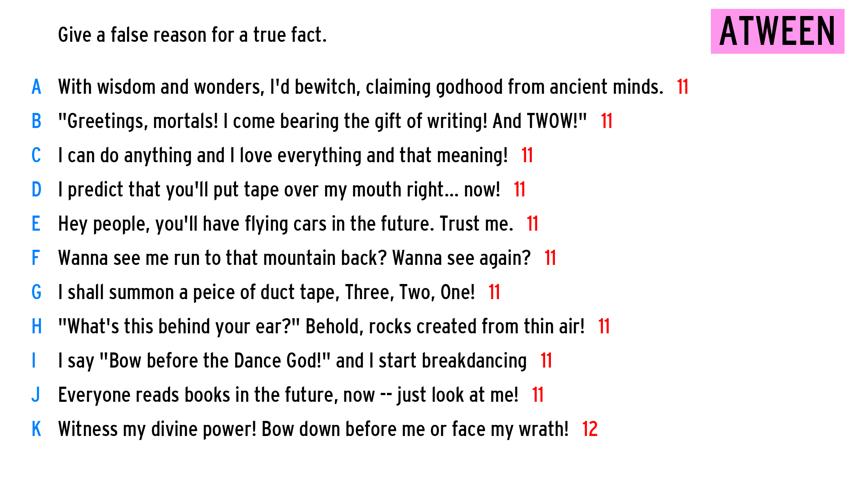 Give a false reason for a true fact.
ATWEEN
A With wisdom and wonders, I'd bewitch, claiming godhood from ancient minds. 11
B "Greetings, mortals! I come bearing the gift of writing! And TWOW!" 11
C I can do anything and I love everything and that meaning! 11
D I predict that you'll put tape over my mouth right... now! 11
E Hey people, you'll have flying cars in the future. Trust me. 11
F Wanna see me run to that mountain back? Wanna see again? 11
G I shall summon a peice of duct tape, Three, Two, One! 11
H "What's this behind your ear?" Behold, rocks created from thin air! 11
I I say "Bow before the Dance God!" and I start breakdancing 11
J Everyone reads books in the future, now -- just look at me! 11
K Witness my divine power! Bow down before me or face my wrath! 12